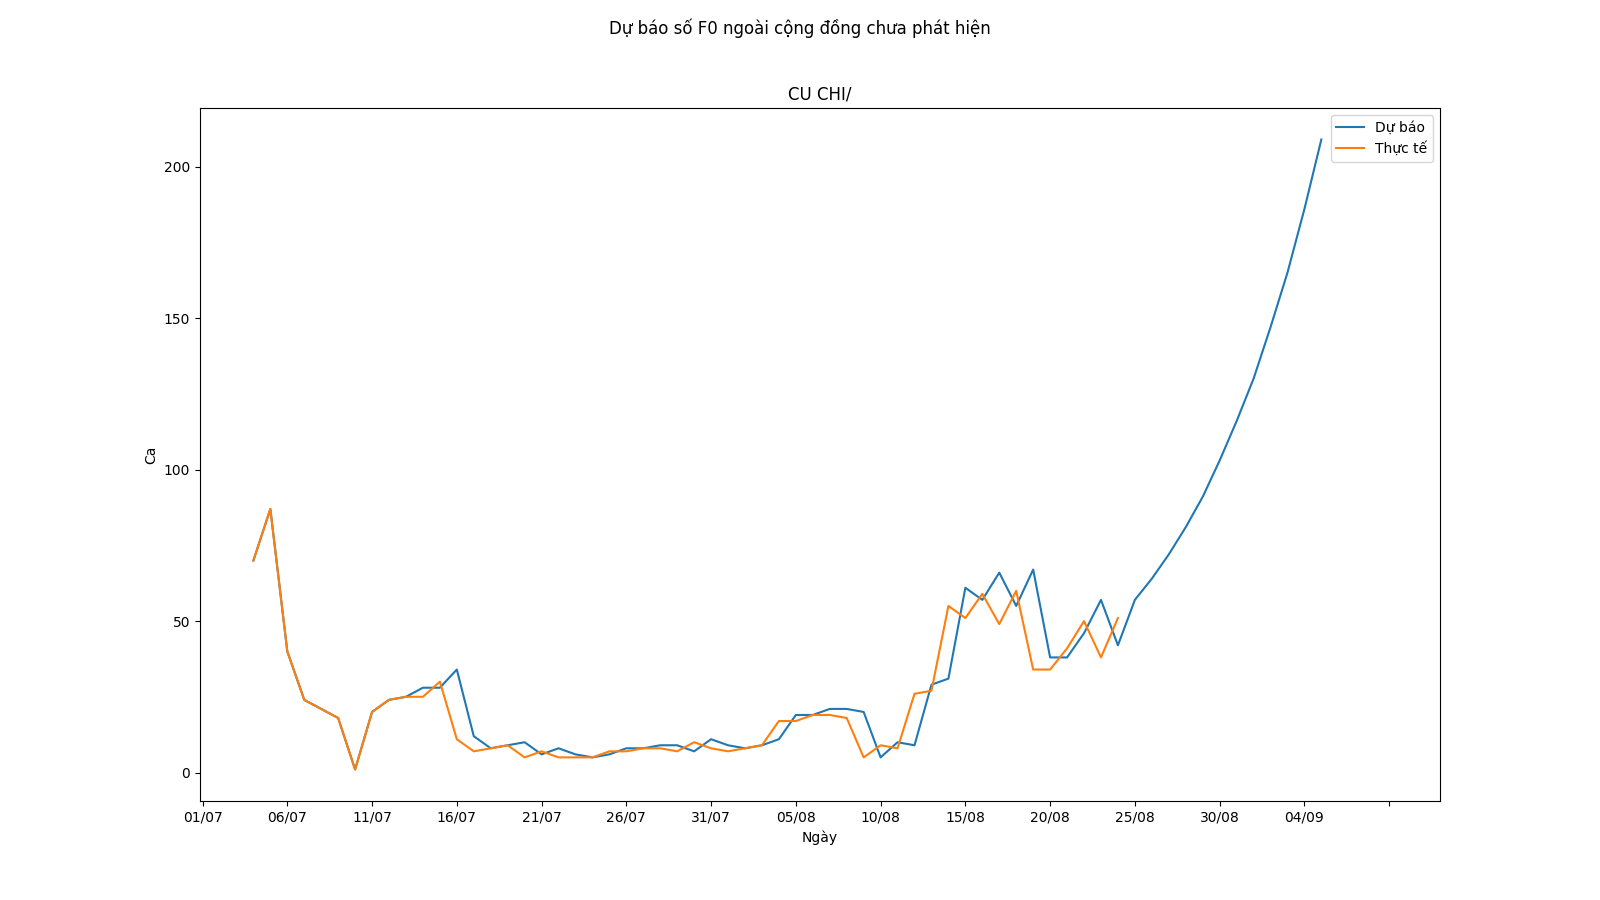 Dự báo số F0 ngoài cộng đồng chưa phát hiện
CU CHI/
Dự báo
Thực tế
200
150
100
50
0
Ca
01/07 06/07 11/07 16/07 21/07 26/07 31/07 05/08 10/08 15/08 20/08 25/08 30/08 04/09
Ngày